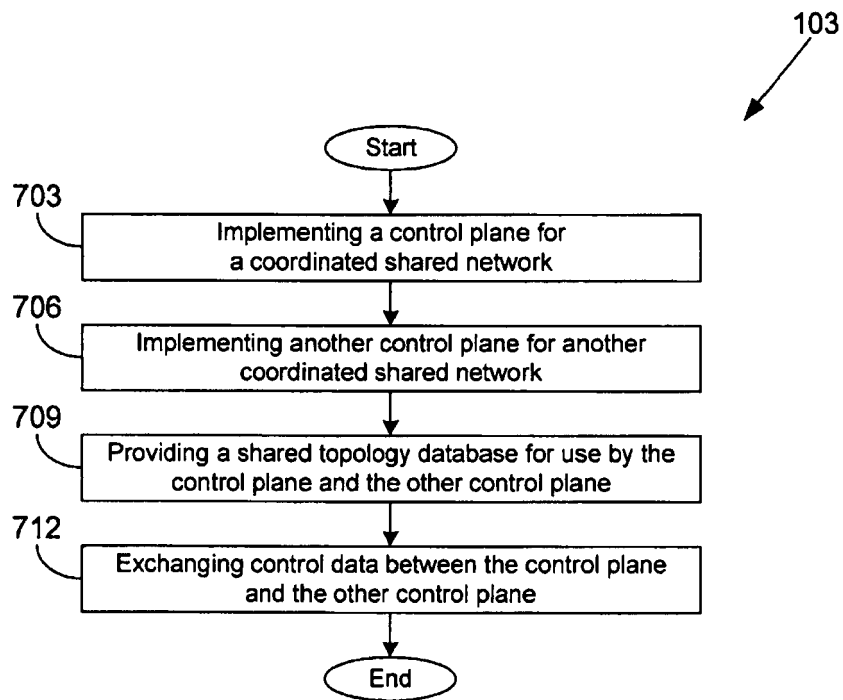 103
Start
703
Implementing a control plane for
a coordinated shared network
706
Implementing another control plane for another
coordinated shared network
709
Providing a shared topology database for use by the
control plane and the other control plane
712
Exchanging control data between the control plane
and the other control plane
End